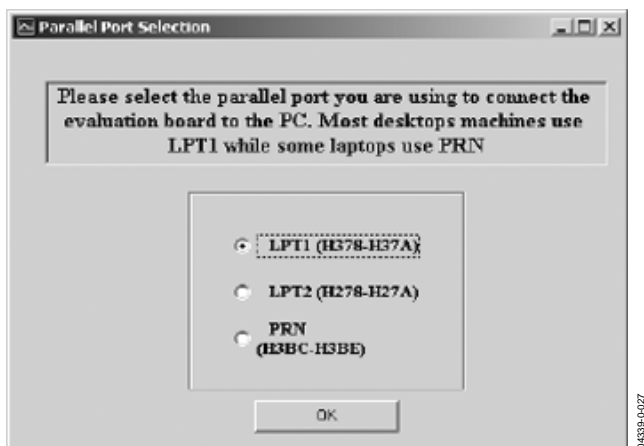 Parallel Port Selection
Please select the parallel port you are using to connect the
evaluation board to the PC. Most desktops machines use
LPT1 while some laptops use PRN
LPT1 (H378-H37A)
LPT2 (H278-H27A)
PRN
(H3BC-H3BE)
OK
04339-0-027